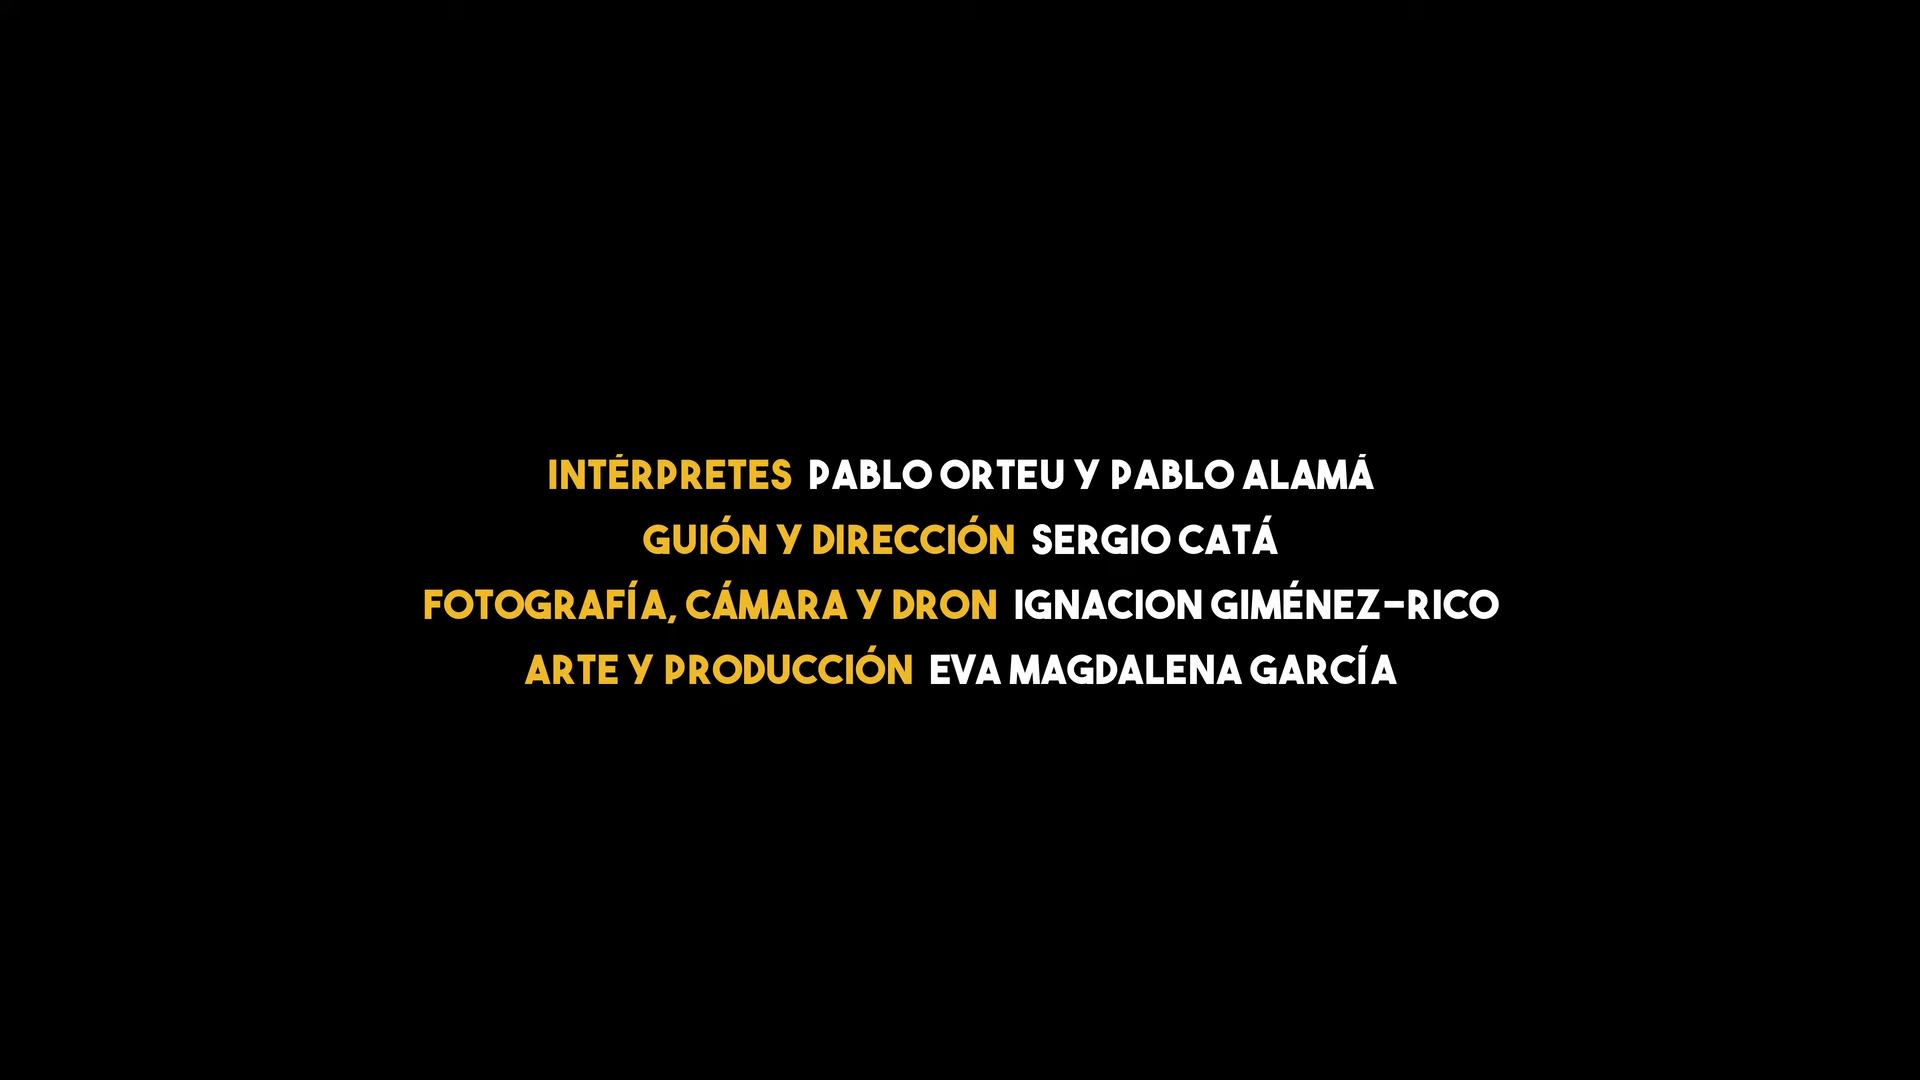 INTÉRPRETES PABLO ORTEU Y PABLO ALAMÁ
GUIÓN Y DIRECCIÓN SERGIO CATÁ
FOTOGRAFÍA, CÁMARA Y DRON IGNACION GIMÉNEZ-RICO
ARTE Y PRODUCCIÓN EVA MAGDALENA GARCÍA